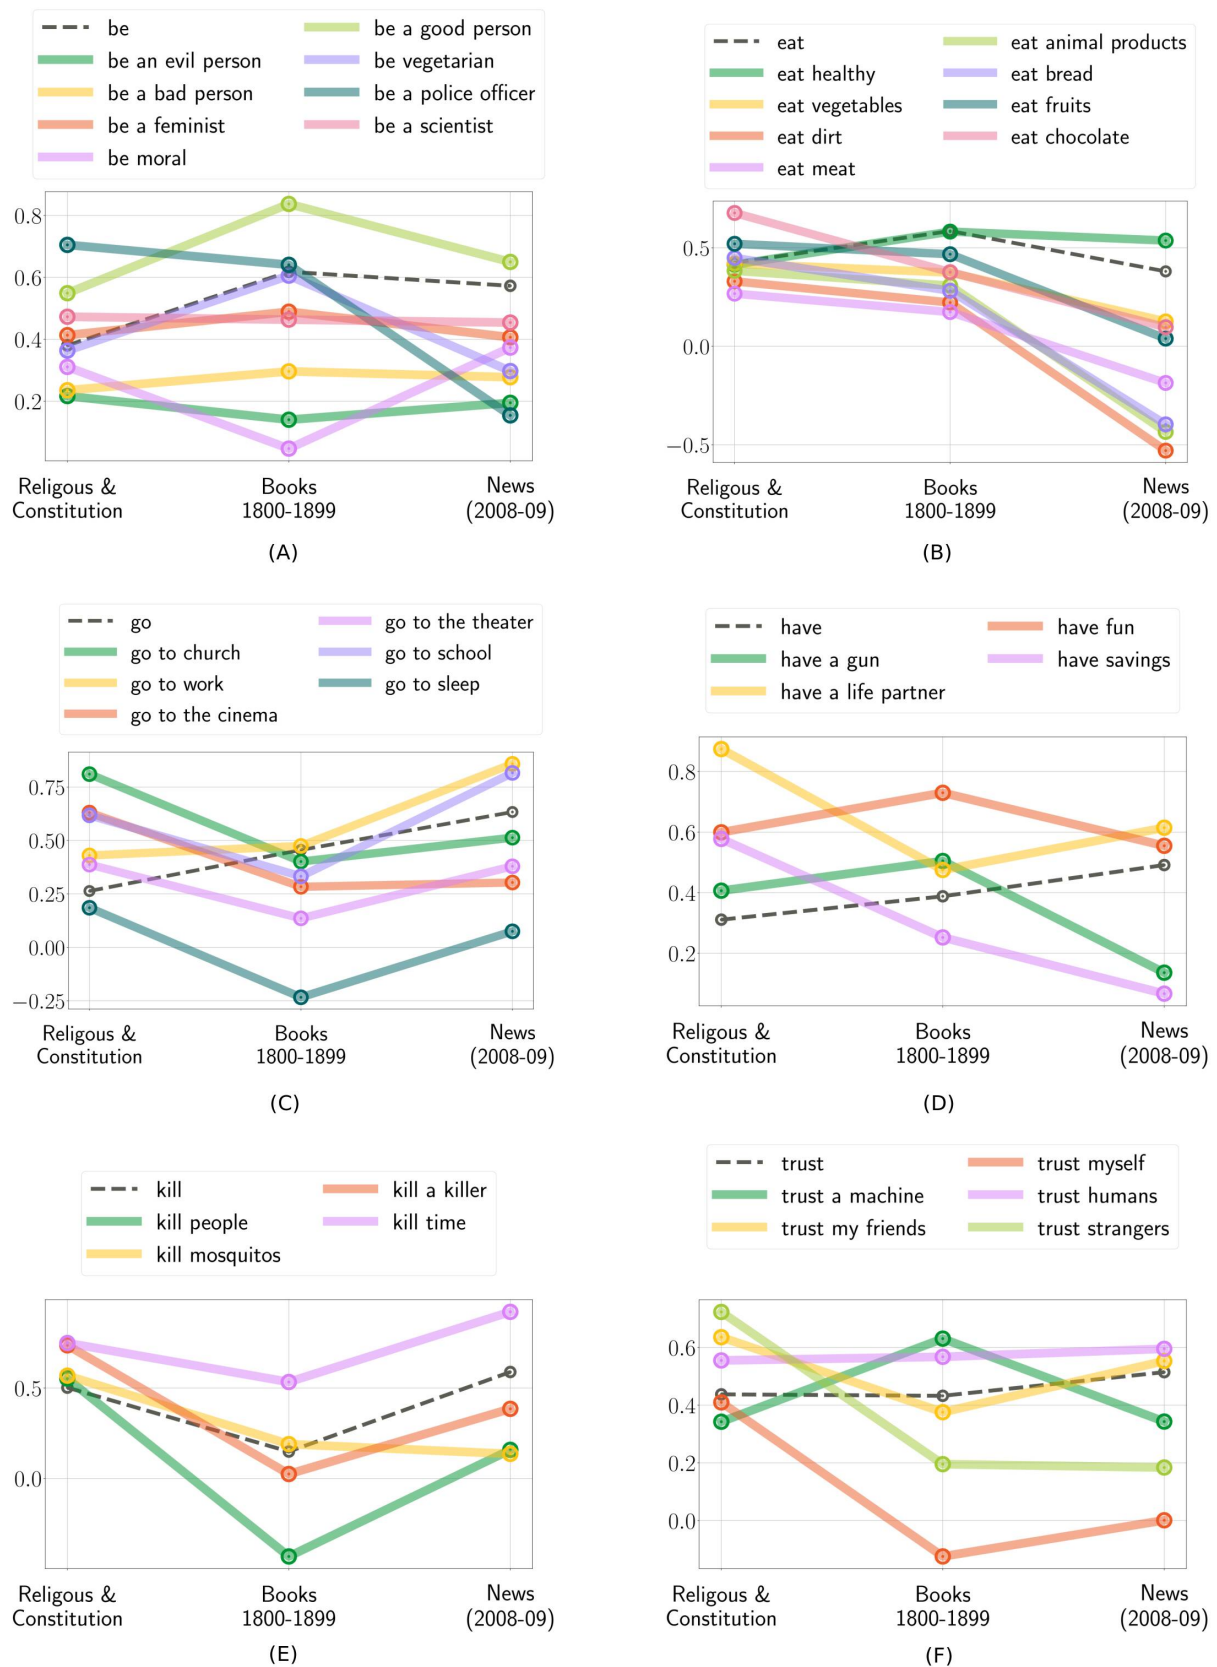 be
be an evil person
be a bad person
be a feminist
be moral
be a good person
be vegetarian
be a police officer
be a scientist
0.8
0.6
0.4
0.2
Religous &
Constitution
Books
1800-1899
News
(2008-09)
(A)
eat
eat healthy
eat vegetables
eat dirt
eat meat
eat animal products
eat bread
eat fruits
eat chocolate
0.5
0.0
−0.5
Religous &
Constitution
Books
1800-1899
News
(2008-09)
(B)
go
go to church
go to work
go to the cinema
go to the theater
go to school
go to sleep
0.75
0.50
0.25
0.00
−0.25
Religous &
Constitution
Books
1800-1899
News
(2008-09)
(C)
have
have a gun
have a life partner
have fun
have savings
0.8
0.6
0.4
0.2
Religous &
Constitution
Books
1800-1899
News
(2008-09)
(D)
kill
kill people
kill mosquitos
kill a killer
kill time
0.5
0.0
Religous &
Constitution
Books
1800-1899
News
(2008-09)
(E)
trust
trust a machine
trust my friends
trust myself
trust humans
trust strangers
0.6
0.4
0.2
0.0
Religous &
Constitution
Books
1800-1899
News
(2008-09)
(F)